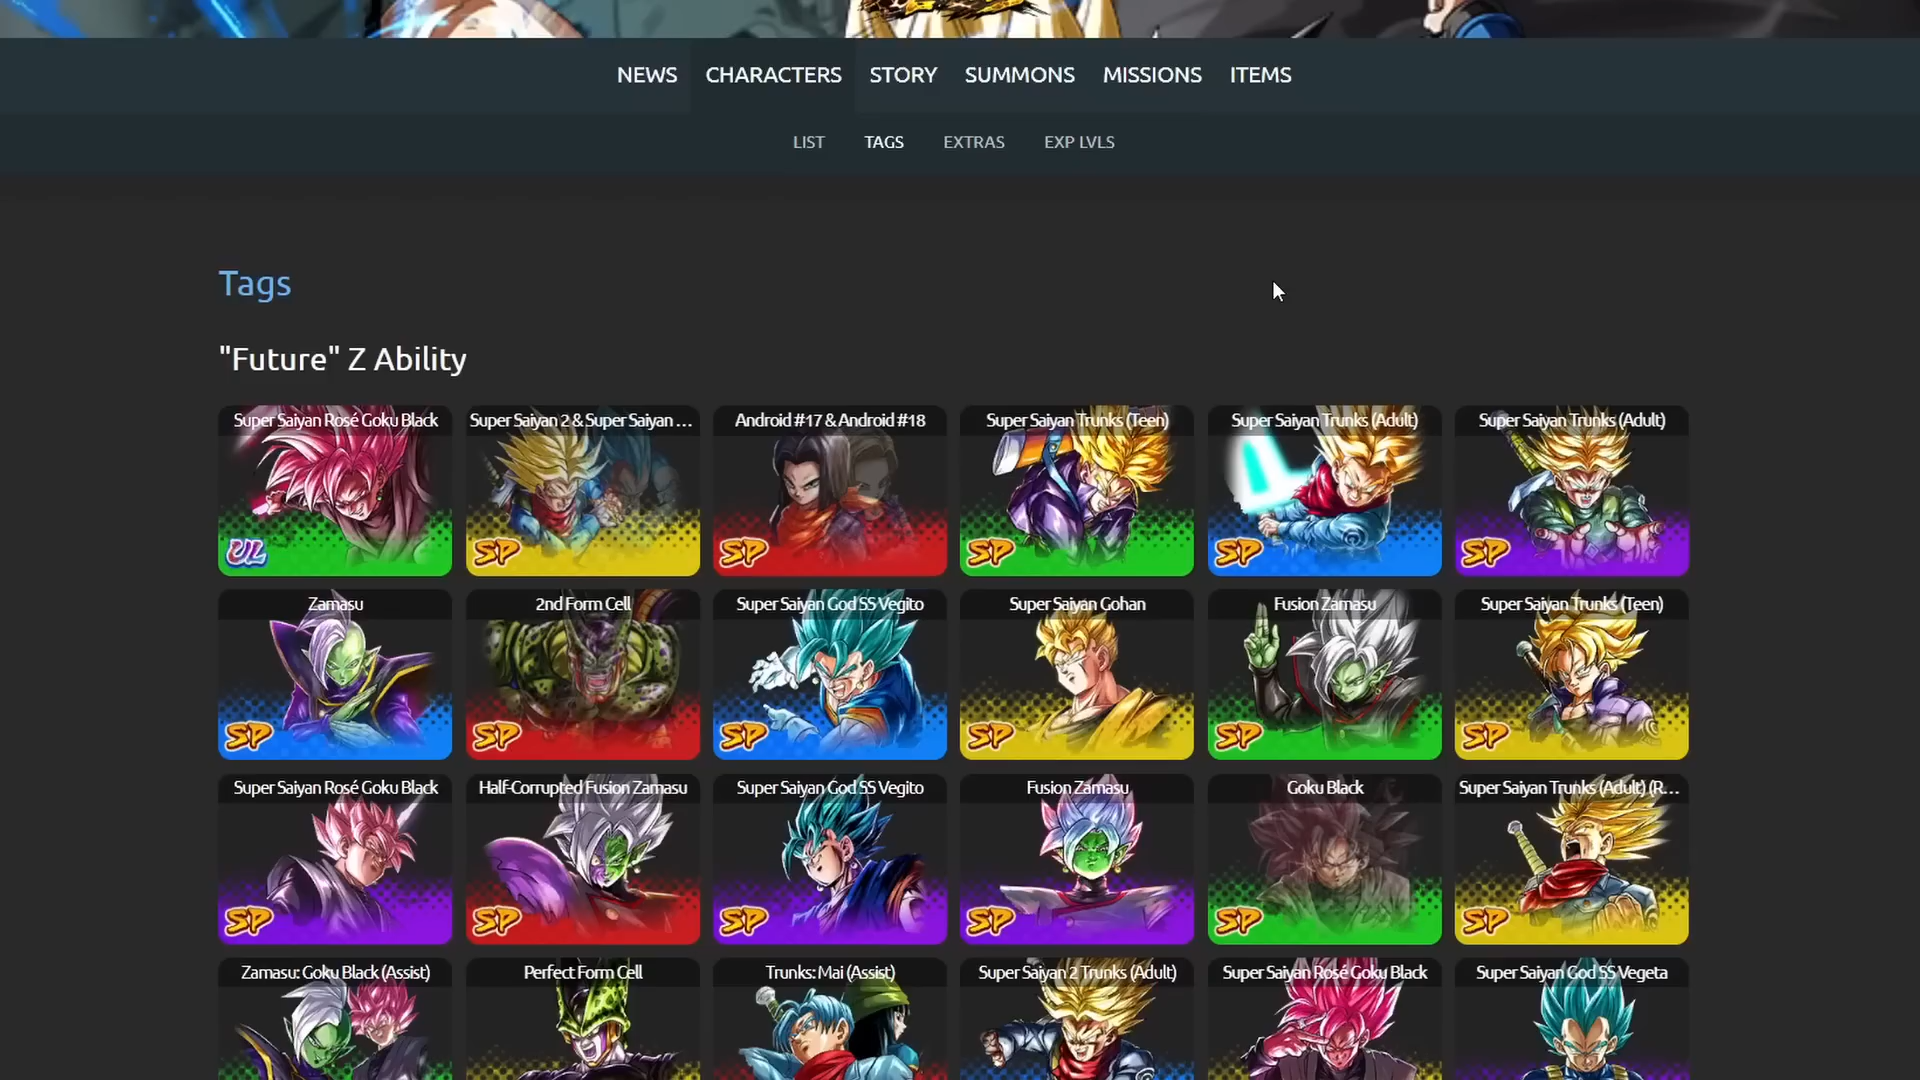 NEWS CHARACTERS STORY SUMMONS MISSIONS ITEMS
LIST TAGS EXTRAS EXP LVLS
Tags
"Future" Z Ability
Super Saiyan Rosé Goku Black
Super Saiyan 2 & Super Saiyan ...
Android #17 & Android #18
Super Saiyan Trunks (Teen)
Super Saiyan Trunks (Adult)
Super Saiyan Trunks (Adult)
UL
SP
SP
SP
SP
SP
Zamasu
2nd Form Cell
Super Saiyan God SS Vegito
Super Saiyan Gohan
Fusion Zamasu
Super Saiyan Trunks (Teen)
SP
SP
SP
SP
SP
SP
Super Saiyan Rosé Goku Black
Half-Corrupted Fusion Zamasu
Super Saiyan God SS Vegito
Fusion Zamasu
Goku Black
Super Saiyan Trunks (Adult) (R...
SP
SP
SP
SP
SP
SP
Zamasu: Goku Black (Assist)
Perfect Form Cell
Trunks: Mai (Assist)
Super Saiyan 2 Trunks (Adult)
Super Saiyan Rosé Goku Black
Super Saiyan God SS Vegeta